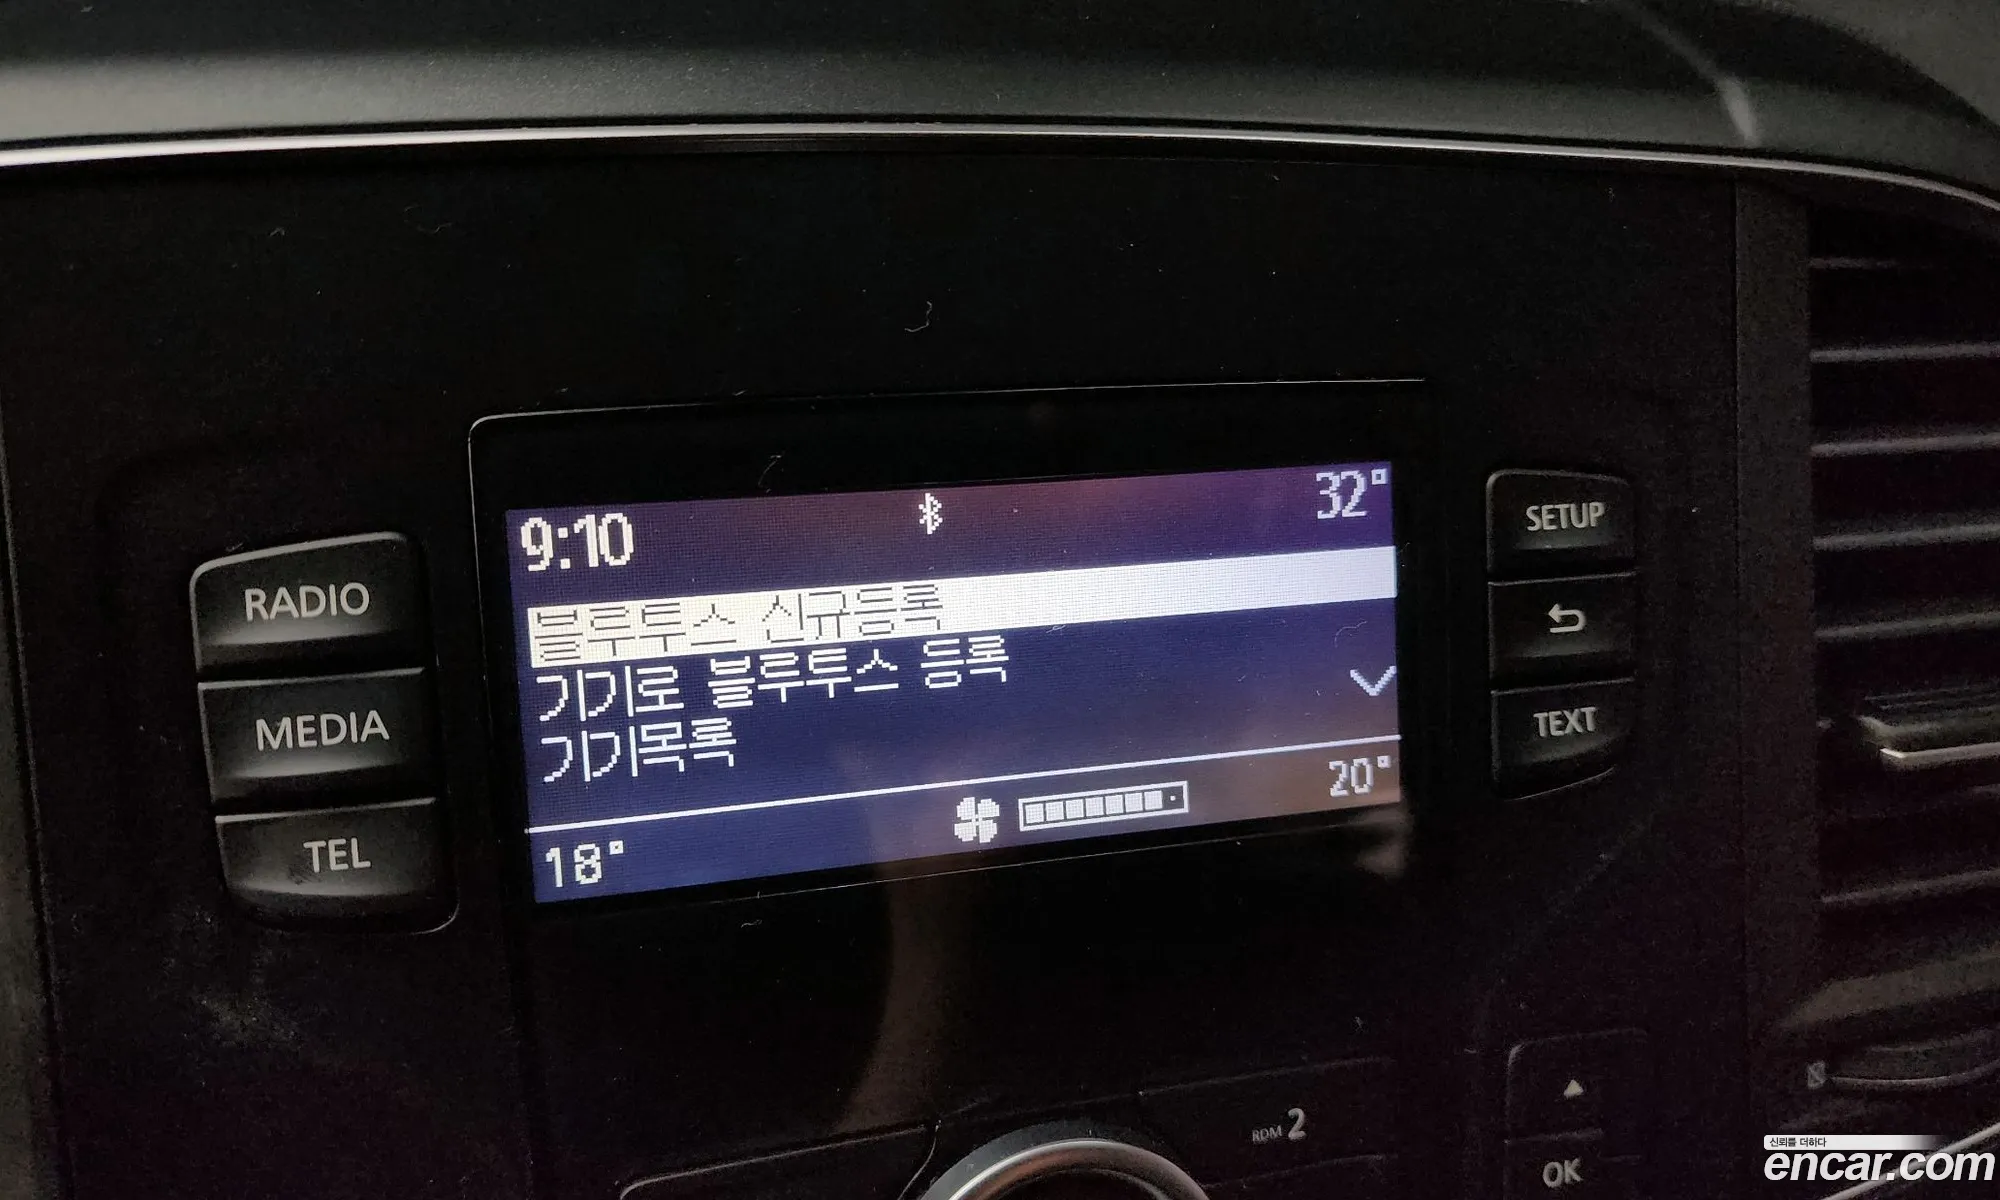 9:10
32°
블루투스 신규등록
기기로 블루투스 등록
기기목록
18°
20°
RADIO
MEDIA
TEL
SETUP
TEXT
RDM 2
OK
신뢰를 더하다
encar.com